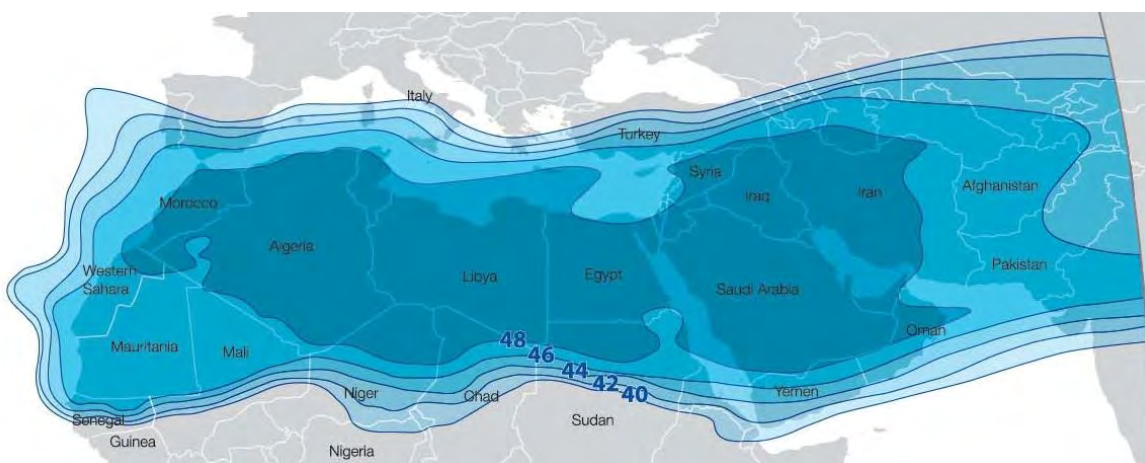 Italy
Turkey
Syria
Morocco
Iraq
Iran
Afghanistan
Algeria
Western
Sahara
Libya
Egypt
Saudi Arabia
Pakistan
Mauritania
Mali
Oman
48
46
44
42
40
Niger
Chad
Yemen
Senegal
Sudan
Guinea
Nigeria